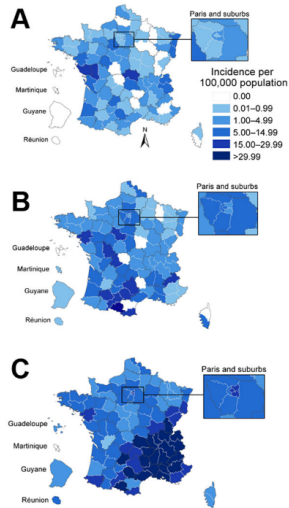 A
Paris and suburbs
Guadeloupe
Martinique
Guyane
Réunion
N
Incidence per
100,000 population
0.00
0.01–0.99
1.00–4.99
5.00–14.99
15.00–29.99
>29.99
B
Paris and suburbs
Guadeloupe
Martinique
Guyane
Réunion
C
Paris and suburbs
Guadeloupe
Martinique
Guyane
Réunion